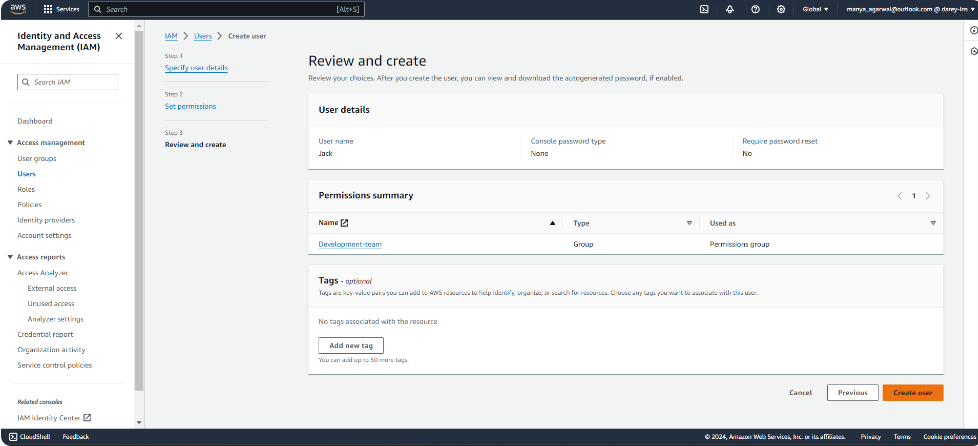 aws
Services
Search
[Alt+S]
Global
manya_agarwal@outlook.com @ darey-ins
Identity and Access
Management (IAM)
Search IAM
Dashboard
Access management
User groups
Users
Roles
Policies
Identity providers
Account settings
Access reports
Access Analyzer
External access
Unused access
Analyzer settings
Credential report
Organization activity
Service control policies
Related consoles
IAM Identity Center
IAM > Users > Create user
Step 1
Specify user details
Step 2
Set permissions
Step 3
Review and create
Review and create
Review your choices. After you create the user, you can view and download the autogenerated password, if enabled.
User details
User name
Jack
Console password type
None
Require password reset
No
Permissions summary
1
Name
Type
Used as
Development-team
Group
Permissions group
Tags - optional
Tags are key-value pairs you can add to AWS resources to help identify, organize, or search for resources. Choose any tags you want to associate with this user.
No tags associated with the resource.
Add new tag
You can add up to 50 more tags.
Cancel
Previous
Create user
CloudShell
Feedback
© 2024, Amazon Web Services, Inc. or its affiliates.
Privacy
Terms
Cookie preferences